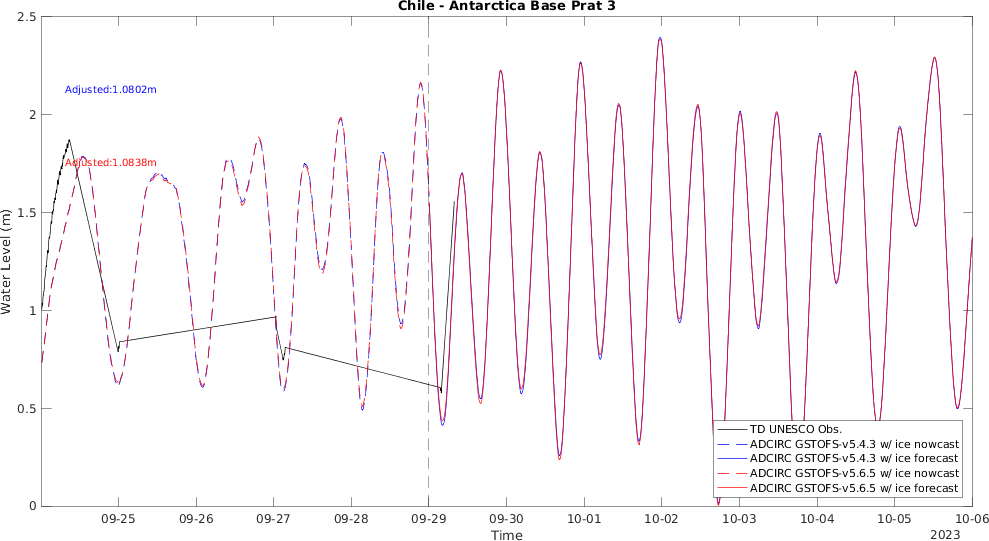 Chile - Antarctica Base Prat 3
2.5
2
1.5
1
0.5
0
Water Level (m)
Adjusted:1.0802m
Adjusted:1.0838m
TD UNESCO Obs.
ADCIRC GSTOFS-v5.4.3 w/ ice nowcast
ADCIRC GSTOFS-v5.4.3 w/ ice forecast
ADCIRC GSTOFS-v5.6.5 w/ ice nowcast
ADCIRC GSTOFS-v5.6.5 w/ ice forecast
09-25 09-26 09-27 09-28 09-29 09-30 10-01 10-02 10-03 10-04 10-05 10-06
Time
2023